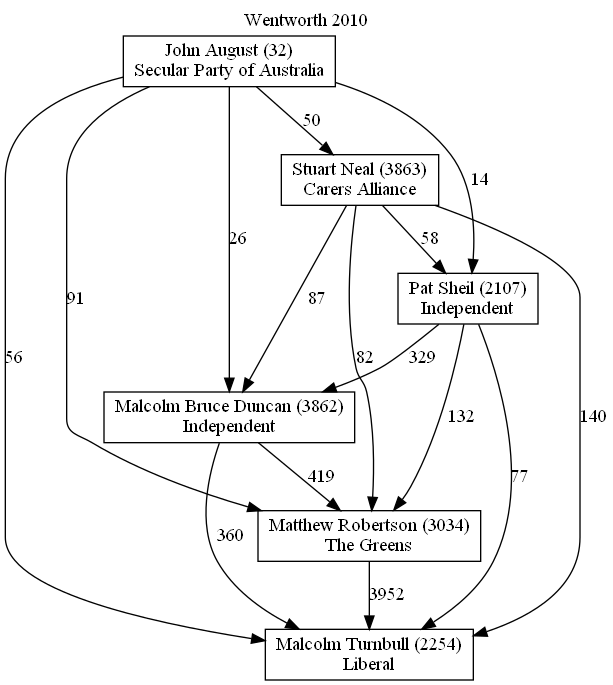 Wentworth 2010
John August (32)
Secular Party of Australia
50
Stuart Neal (3863)
Carers Alliance
14
26
58
91
87
Pat Sheil (2107)
Independent
56
82
329
Malcolm Bruce Duncan (3862)
Independent
132
140
419
77
Matthew Robertson (3034)
The Greens
360
3952
Malcolm Turnbull (2254)
Liberal